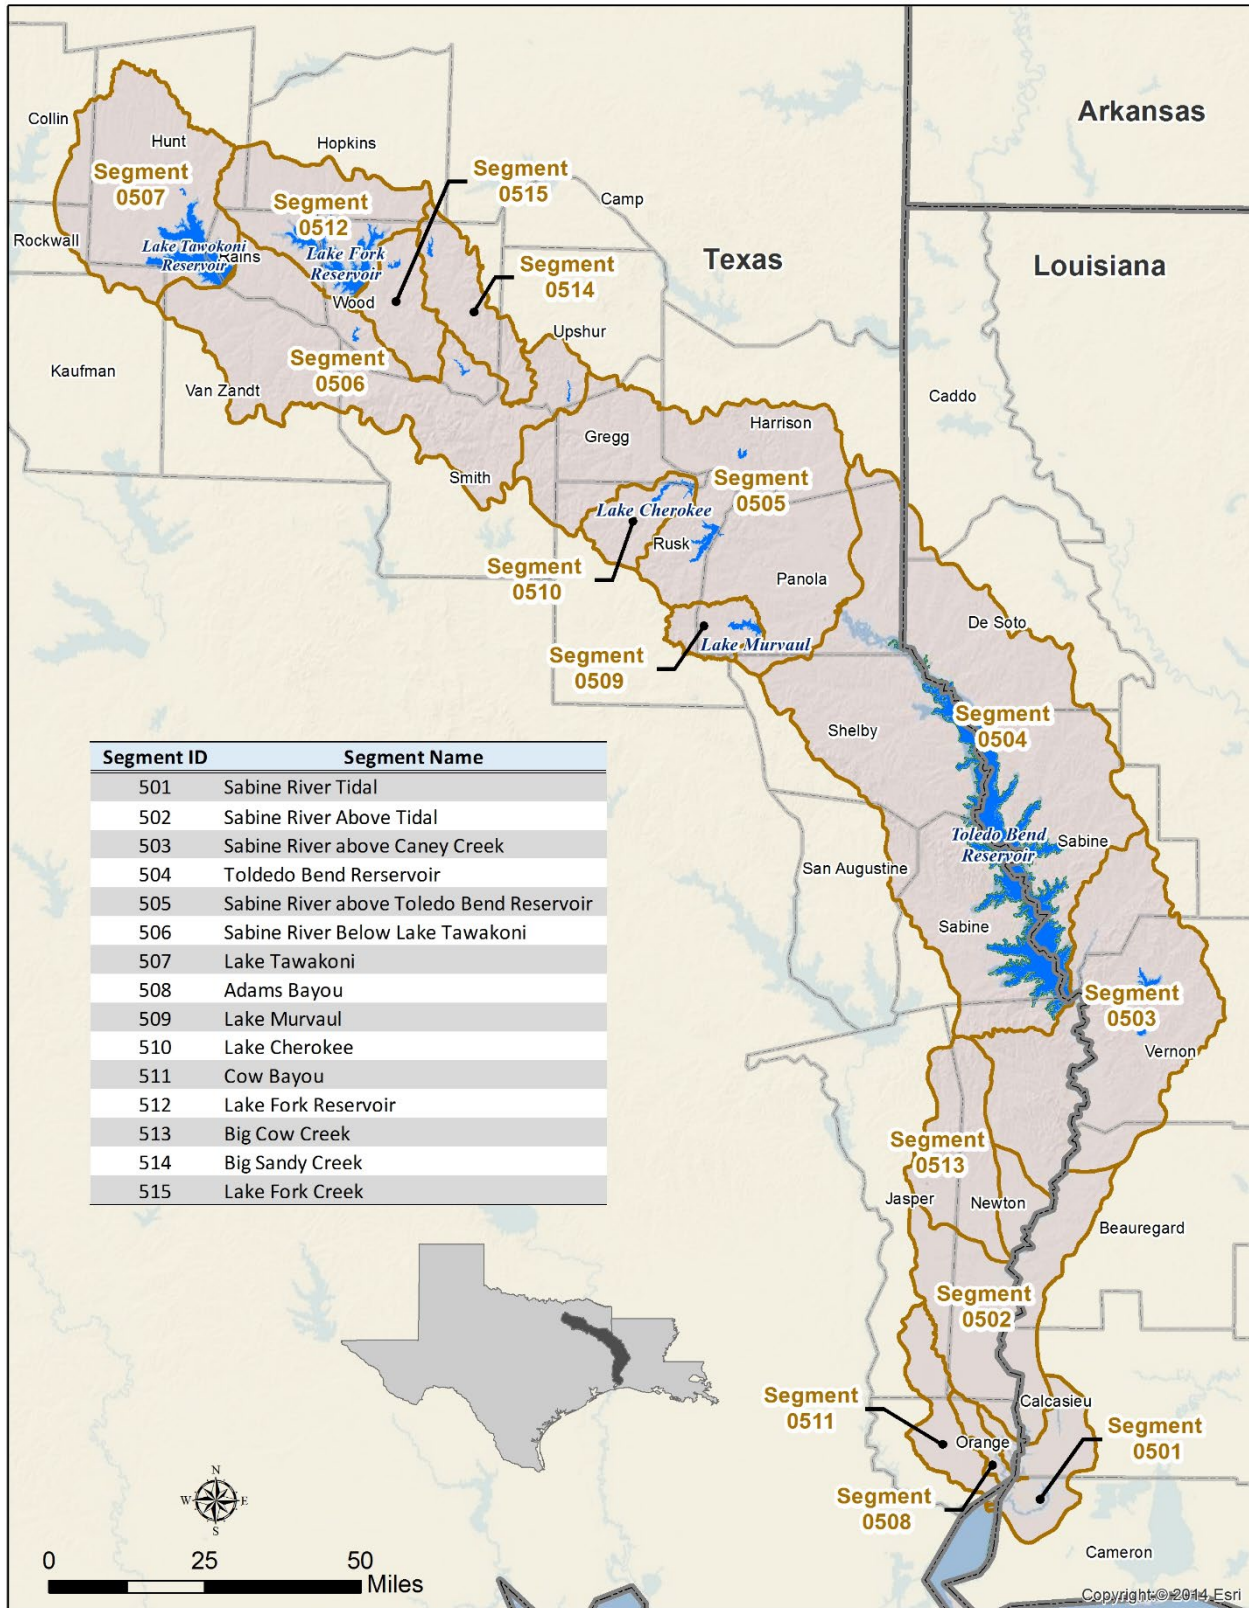 Arkansas
Collin
Hunt
Hopkins
Segment
0507
Segment
0515
Segment
0512
Camp
Rockwall
Lake Tawokoni
Reservoir
Rains
Lake Fork
Reservoir
Segment
0514
Texas
Louisiana
Wood
Upshur
Kaufman
Segment
0506
Van Zandt
Caddo
Gregg
Harrison
Smith
Segment
0505
Lake Cherokee
Rusk
Segment
0510
Panola
De Soto
Lake Murvaul
Segment
0509
Segment
0504
Shelby
Segment ID Segment Name
501 Sabine River Tidal
502 Sabine River Above Tidal
503 Sabine River above Caney Creek
504 Toldedo Bend Rerservoir
505 Sabine River above Toledo Bend Reservoir
506 Sabine River Below Lake Tawakoni
507 Lake Tawakoni
508 Adams Bayou
509 Lake Murvaul
510 Lake Cherokee
511 Cow Bayou
512 Lake Fork Reservoir
513 Big Cow Creek
514 Big Sandy Creek
515 Lake Fork Creek
Toledo Bend
Reservoir
Sabine
San Augustine
Sabine
Segment
0503
Vernon
Segment
0513
Jasper
Newton
Beauregard
Segment
0502
Segment
0511
Calcasieu
Orange
Segment
0501
Segment
0508
Cameron
N
W E
S
0 25 50
Miles
Copyright:© 2014 Esri